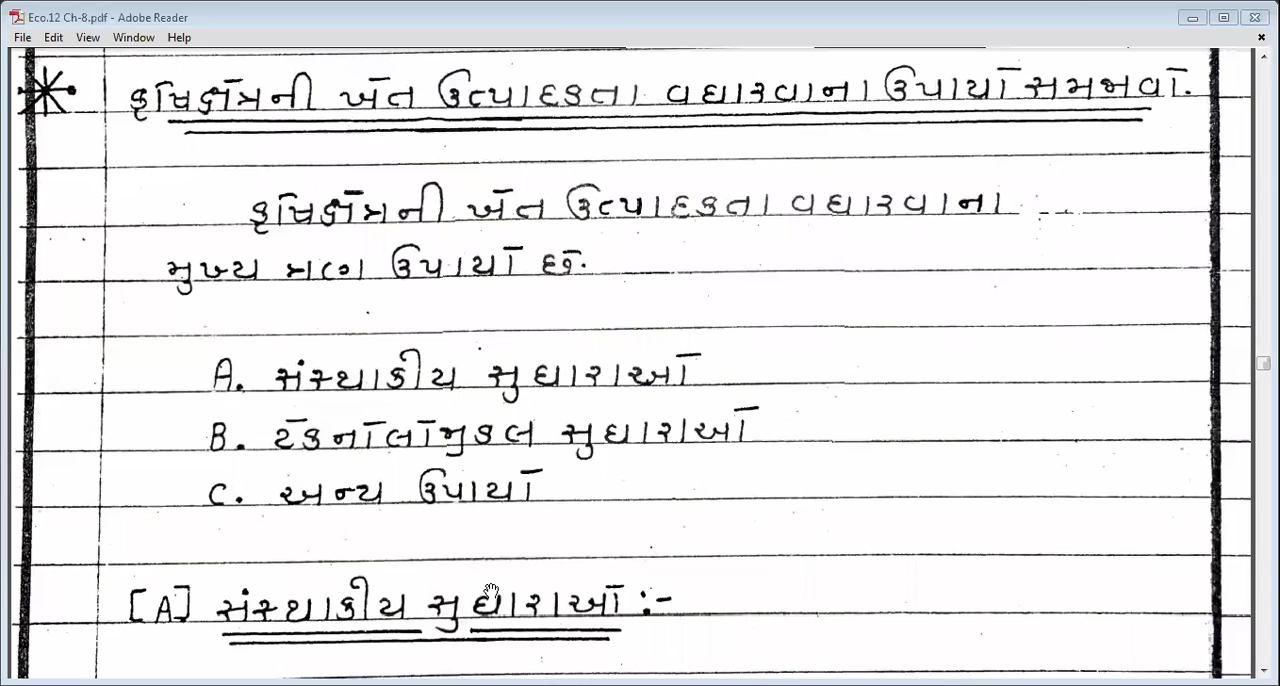 Eco.12 Ch-8.pdf - Adobe Reader
File Edit View Window Help
કૃષિક્ષેત્રની ખેત ઉત્પાદકતા વધારવાના ઉપાયો સમજાવો.
કૃષિક્ષેત્રની ખેત ઉત્પાદકતા વધારવાના
મુખ્ય ત્રણ ઉપાયો છે.
A. સંસ્થાકીય સુધારાઓ
B. ટેકનોલોજીકલ સુધારાઓ
C. અન્ય ઉપાયો
[A] સંસ્થાકીય સુધારાઓ :-